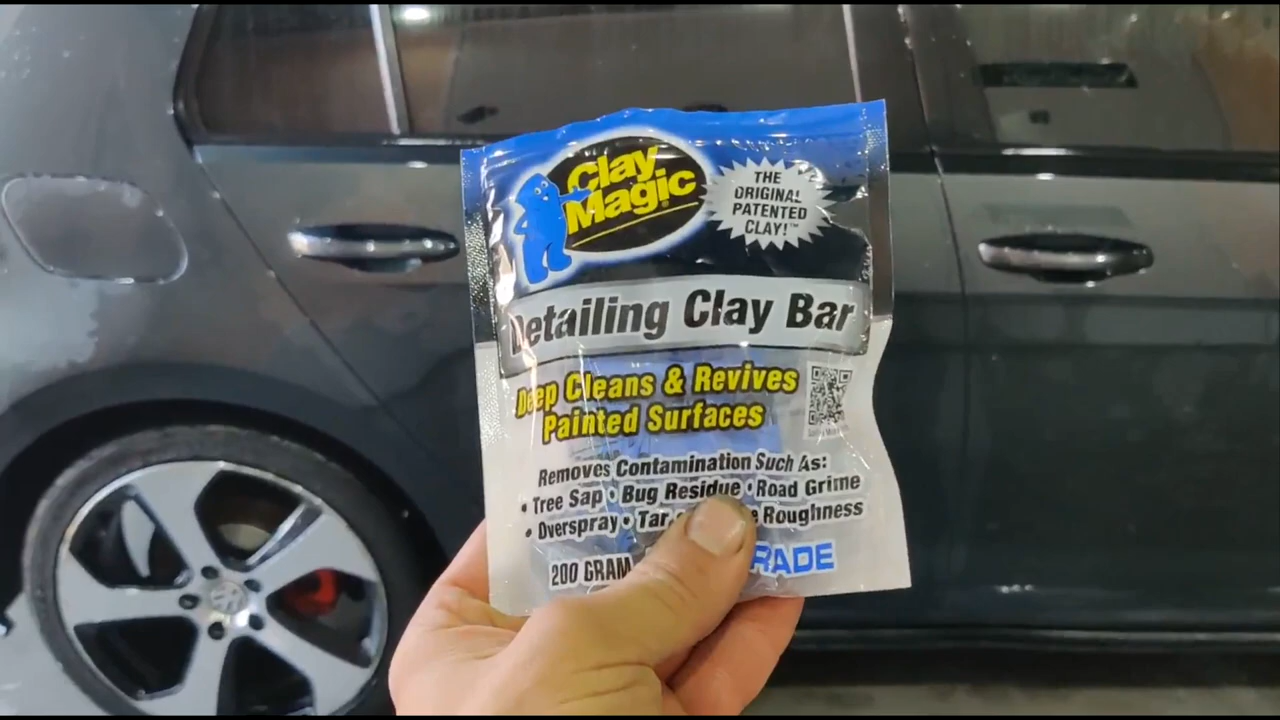 Clay
Magic
THE
ORIGINAL
PATENTED
CLAY!™
Detailing Clay Bar
Deep Cleans & Revives
Painted Surfaces
Removes Contamination Such As:
• Tree Sap • Bug Residue • Road Grime
• Overspray • Tar Roughness
200 GRAM RADE